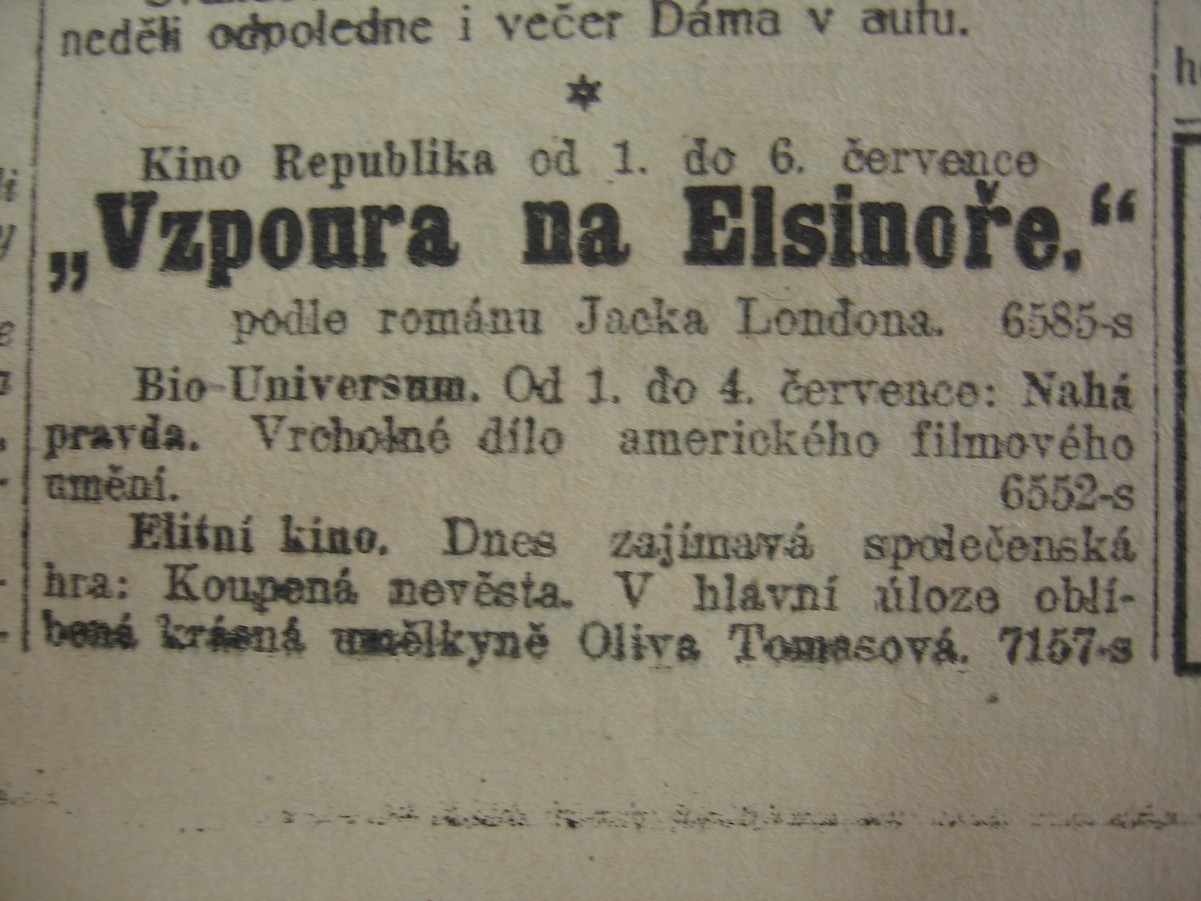 neděli odpoledne i večer Dáma v autu.
Kino Republika od 1. do 6. července
„Vzpoura na Elsinoře.“
podle románu Jacka Londona. 6585-s
Bio-Universum. Od 1. do 4. července: Nahá
pravda. Vrcholné dílo amerického filmového
umění. 6552-s
Elitní kino. Dnes zajímavá společenská
hra: Koupená nevěsta. V hlavní úloze oblí-
bená krásná umělkyně Oliva Tomasová. 7157-s